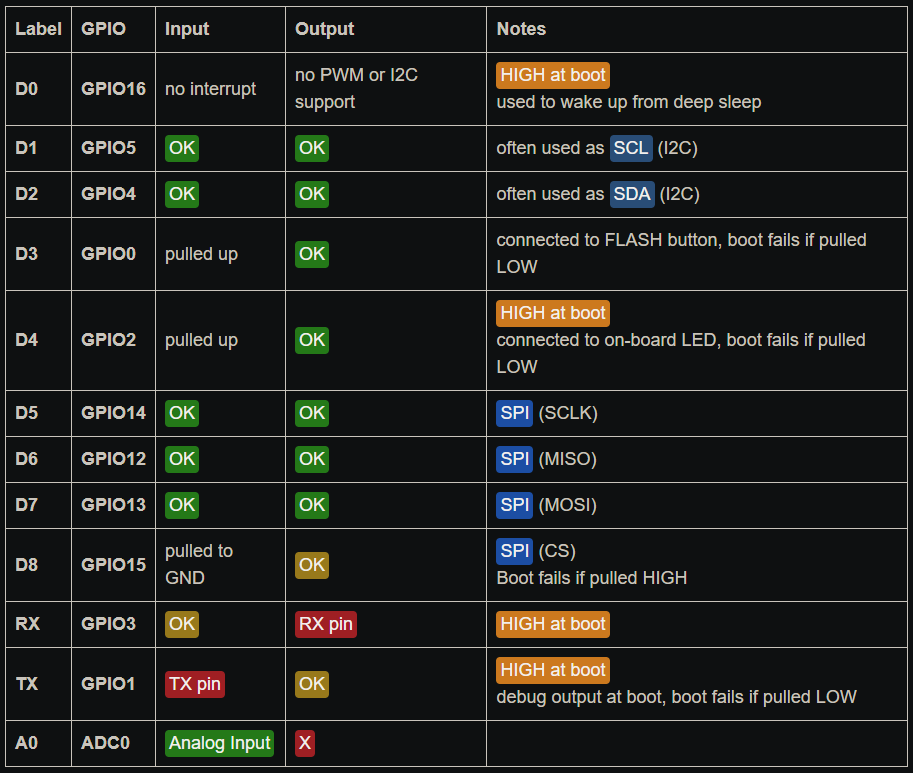 Label GPIO Input Output Notes
D0 GPIO16 no interrupt no PWM or I2C support HIGH at boot
used to wake up from deep sleep
D1 GPIO5 OK OK often used as SCL (I2C)
D2 GPIO4 OK OK often used as SDA (I2C)
D3 GPIO0 pulled up OK connected to FLASH button, boot fails if pulled
LOW
D4 GPIO2 pulled up OK HIGH at boot
connected to on-board LED, boot fails if pulled
LOW
D5 GPIO14 OK OK SPI (SCLK)
D6 GPIO12 OK OK SPI (MISO)
D7 GPIO13 OK OK SPI (MOSI)
D8 GPIO15 pulled to GND OK SPI (CS)
Boot fails if pulled HIGH
RX GPIO3 OK RX pin HIGH at boot
TX GPIO1 TX pin OK HIGH at boot
debug output at boot, boot fails if pulled LOW
A0 ADC0 Analog Input X